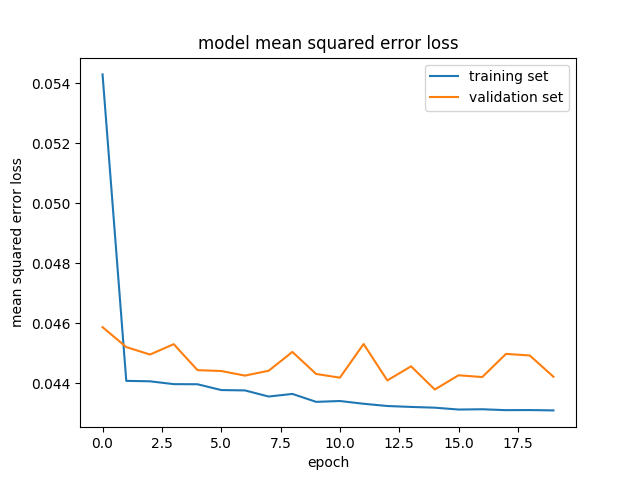 model mean squared error loss
training set
validation set
mean squared error loss
0.054
0.052
0.050
0.048
0.046
0.044
0.0 2.5 5.0 7.5 10.0 12.5 15.0 17.5
epoch